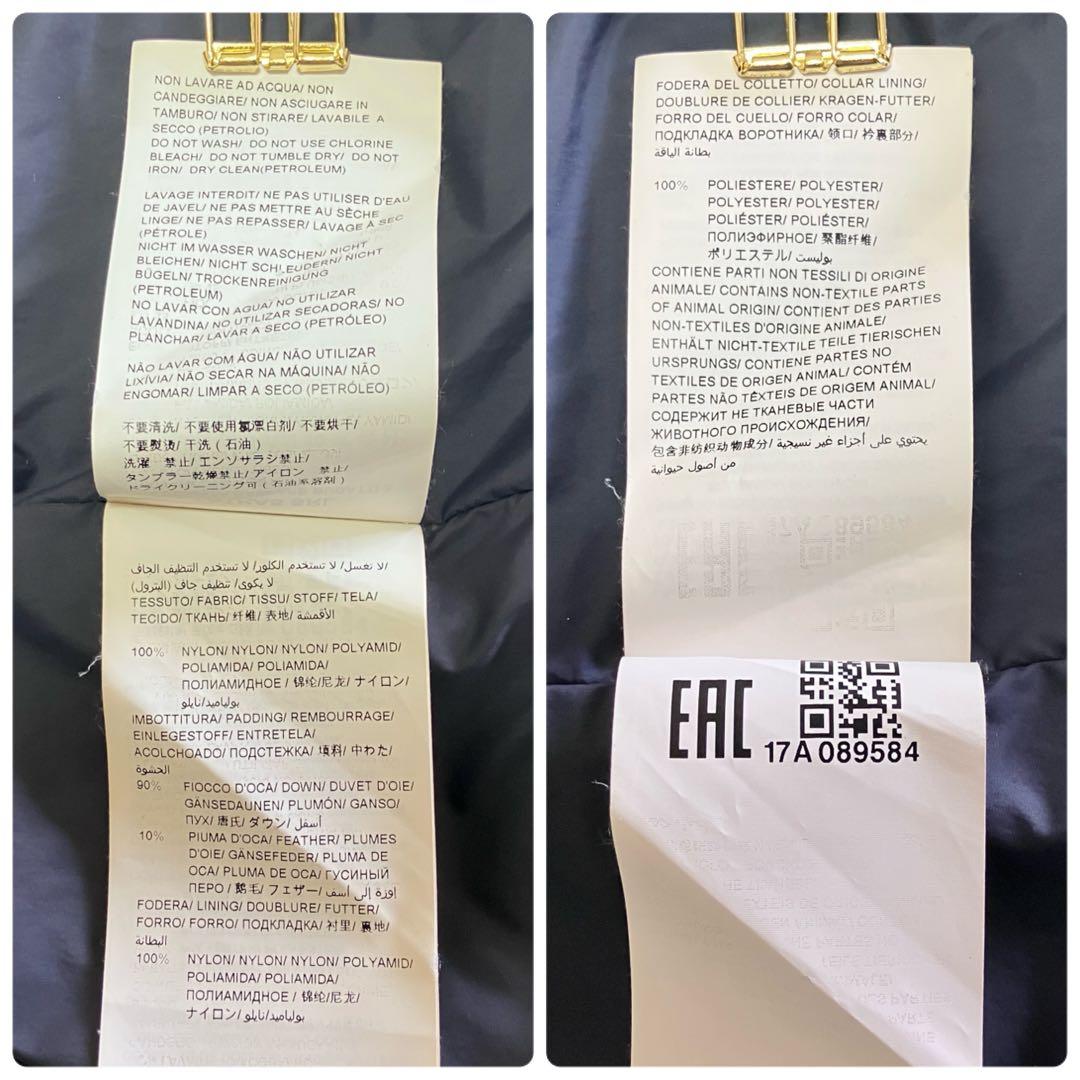 NON LAVARE AD ACQUA/ NON
CANDEGGIARE/ NON ASCIUGARE IN
TAMBURO/ NON STIRARE/ LAVABILE A
SECCO (PETROLIO)
DO NOT WASH/ DO NOT USE CHLORINE
BLEACH/ DO NOT TUMBLE DRY/ DO NOT
IRON/ DRY CLEAN(PETROLEUM)
LAVAGE INTERDIT/ NE PAS UTILISER D'EAU
DE JAVEL/ NE PAS METTRE AU SÈCHE
LINGE/ NE PAS REPASSER/ LAVAGE À SEC
(PÉTROLE)
NICHT IM WASSER WASCHEN/ NICHT
BLEICHEN/ NICHT SCHLEUDERN/ NICHT
BÜGELN/ TROCKENREINIGUNG
(PETROLEUM)
NO LAVAR CON AGUA/ NO UTILIZAR
LAVANDINA/ NO UTILIZAR SECADORAS/ NO
PLANCHAR/ LAVAR A SECO (PETRÓLEO)
NÃO LAVAR COM ÁGUA/ NÃO UTILIZAR
LIXÍVIA/ NÃO SECAR NA MÁQUINA/ NÃO
ENGOMAR/ LIMPAR A SECO (PETRÓLEO)
不要清洗/ 不要使用氯漂白剂/ 不要烘干/
不要熨烫/ 干洗 (石油)
洗濯 禁止/ エンソサラシ禁止/
タンブラー乾燥禁止/ アイロン 禁止/
ドライクリーニング可 (石油系溶剤)
لا تغسل/ لا تستخدم الكلور/ لا تستخدم التنظيف الجاف/
لا يكوى/ تنظيف جاف (البترول)
TESSUTO/ FABRIC/ TISSU/ STOFF/ TELA/
TECIDO/ ТКАНЬ/ 纤维/ 表地/ الأقمشة
100% NYLON/ NYLON/ NYLON/ POLYAMID/
POLIAMIDA/ POLIAMIDA/
ПОЛИАМИДНОЕ / 锦纶/尼龙/ ナイロン/
بولياميد/نايلو
IMBOTTITURA/ PADDING/ REMBOURRAGE/
EINLEGESTOFF/ ENTRETELA/
ACOLCHOADO/ ПОДСТЕЖКА/ 填料/ 中わた/
الحشوة
90% FIOCCO D'OCA/ DOWN/ DUVET D'OIE/
GÄNSEDAUNEN/ PLUMÓN/ GANSO/
ПУХ/ 唐氏/ ダウン/ أسفل
10% PIUMA D'OCA/ FEATHER/ PLUMES
D'OIE/ GÄNSEFEDER/ PLUMA DE
OCA/ PLUMA DE OCA/ ГУСИНЫЙ
ПЕРО / 鹅毛/ フェザー/ إوزة إلى أسف
FODERA/ LINING/ DOUBLURE/ FUTTER/
FORRO/ FORRO/ ПОДКЛАДКА/ 衬里/ 裏地/
البطانة
100% NYLON/ NYLON/ NYLON/ POLYAMID/
POLIAMIDA/ POLIAMIDA/
ПОЛИАМИДНОЕ / 锦纶/尼龙/
ナイロン/ بولياميد/نايلو
FODERA DEL COLLETTO/ COLLAR LINING/
DOUBLURE DE COLLIER/ KRAGEN-FUTTER/
FORRO DEL CUELLO/ FORRO COLAR/
ПОДКЛАДКА ВОРОТНИКА/ 领口/ 衿裏部分/
بطانة الياقة
100% POLIESTERE/ POLYESTER/
POLYESTER/ POLYESTER/
POLIÉSTER/ POLIÉSTER/
ПОЛИЭФИРНОЕ/ 聚酯纤维/
ポリエステル/ بوليست
CONTIENE PARTI NON TESSILI DI ORIGINE
ANIMALE/ CONTAINS NON-TEXTILE PARTS
OF ANIMAL ORIGIN/ CONTIENT DES PARTIES
NON-TEXTILES D'ORIGINE ANIMALE/
ENTHÄLT NICHT-TEXTILE TEILE TIERISCHEN
URSPRUNGS/ CONTIENE PARTES NO
TEXTILES DE ORIGEN ANIMAL/ CONTÉM
PARTES NÃO TÊXTEIS DE ORIGEM ANIMAL/
СОДЕРЖИТ НЕ ТКАНЕВЫЕ ЧАСТИ
ЖИВОТНОГО ПРОИСХОЖДЕНИЯ/
包含非纺织动物成分/ يحتوي على أجزاء غير نسيجية
من أصول حيوانية
EAC
17A 089584